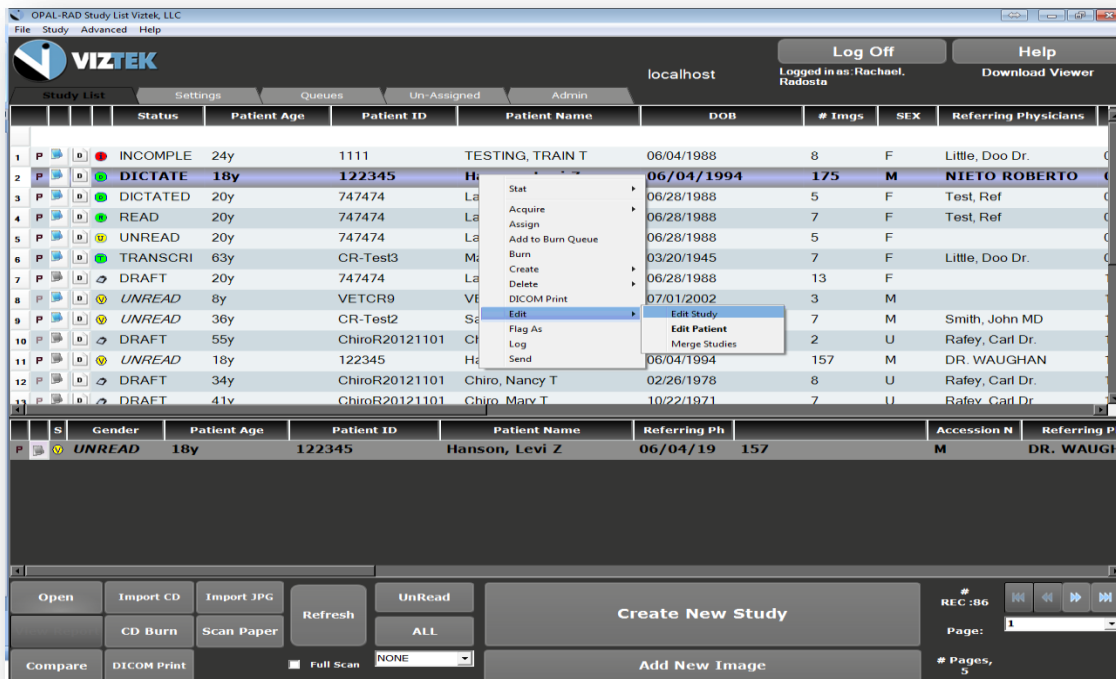 OPAL-RAD Study List Viztek, LLC
File Study Advanced Help
VIZTEK
localhost
Log Off
Logged in as: Rachael. Radosta
Help
Download Viewer
Study List Settings Queues Un-Assigned Admin
Status Patient Age Patient ID Patient Name DOB # Imgs SEX Referring Physicians
1 P D INCOMPLE 24y 1111 TESTING, TRAIN T 06/04/1988 8 F Little, Doo Dr.
2 P D DICTATE 18y 122345 06/04/1994 175 M NIETO ROBERTO
3 P D DICTATED 20y 747474 La 06/28/1988 5 F Test, Ref
4 P D R READ 20y 747474 La 06/28/1988 7 F Test, Ref
5 P D U UNREAD 20y 747474 La 06/28/1988 5 F
6 P D T TRANSCRI 63y CR-Test3 Ma 03/20/1945 7 F Little, Doo Dr.
7 P D DRAFT 20y 747474 La 06/28/1988 13 F
8 P D V UNREAD 8y VETCR9 VE 07/01/2002 3 M
9 P D V UNREAD 36y CR-Test2 Sa 7 M Smith, John MD
10 P D DRAFT 55y ChiroR20121101 Ch 2 U Rafey, Carl Dr.
11 P D V UNREAD 18y 122345 Ha 06/04/1994 157 M DR. WAUGHAN
12 P D DRAFT 34y ChiroR20121101 Chiro, Nancy T 02/26/1978 8 U Rafey, Carl Dr.
13 P D DRAFT 41y ChiroR20121101 Chiro, Mary T 10/22/1971 7 U Rafey, Carl Dr.
Stat
Acquire
Assign
Add to Burn Queue
Burn
Create
Delete
DICOM Print
Edit
Flag As
Log
Send
Edit Study
Edit Patient
Merge Studies
S Gender Patient Age Patient ID Patient Name Referring Ph Accession N Referring P
P V UNREAD 18y 122345 Hanson, Levi Z 06/04/19 157 M DR. WAUGH
Open Import CD Import JPG Refresh UnRead Create New Study # REC :86
CD Burn Scan Paper ALL Page: 1
Compare DICOM Print Full Scan NONE Add New Image # Pages, 5